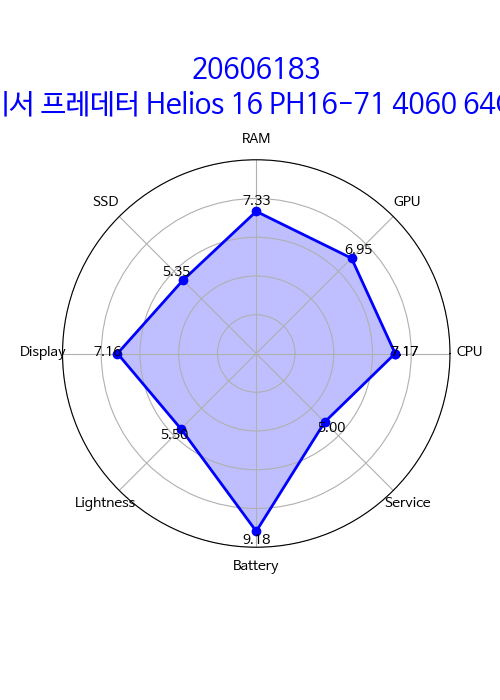 20606183
서 프레데터 Helios 16 PH16-71 4060 64
RAM
7.33
SSD
GPU
5.35
6.95
Display
7.16
7.17
CPU
5.50
5.00
Lightness
Service
9.18
Battery